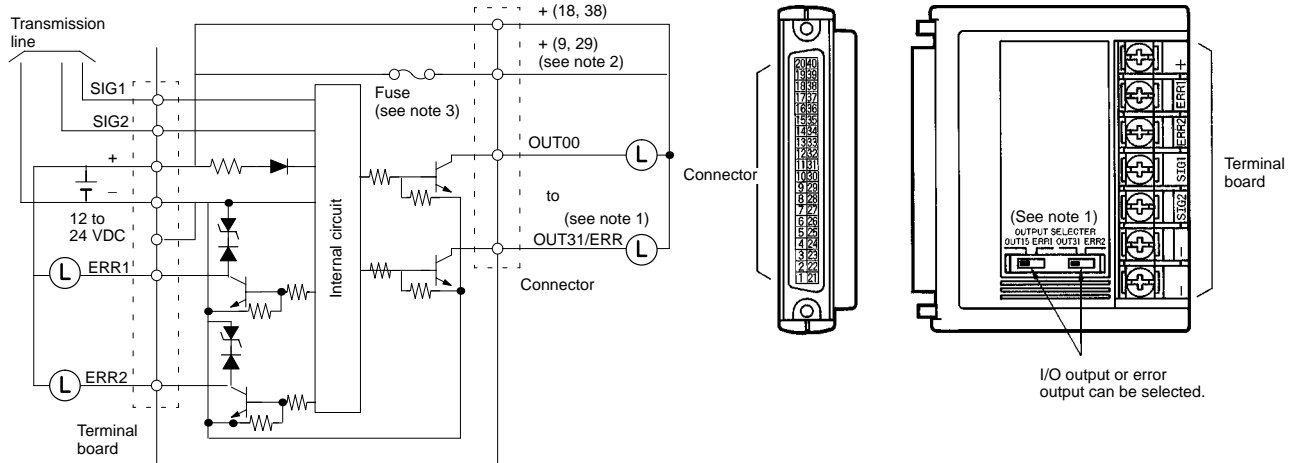 Transmission
line
SIG1
SIG2
+
–
12 to
24 VDC
L
ERR1
L
ERR2
Terminal
board
Fuse
(see note 3)
Internal circuit
+ (18, 38)
+ (9, 29)
(see note 2)
OUT00
L
to
(see note 1)
OUT31/ERR
L
Connector
Connector
20 40
19 39
18 38
17 37
16 36
15 35
14 34
13 33
12 32
11 31
10 30
9 29
8 28
7 27
6 26
5 25
4 24
3 23
2 22
1 21
(See note 1)
OUTPUT SELECTER
OUT15 ERR1 OUT31 ERR2
+
ERR1
ERR2
SIG1
SIG2
–
–
Terminal
board
I/O output or error
output can be selected.